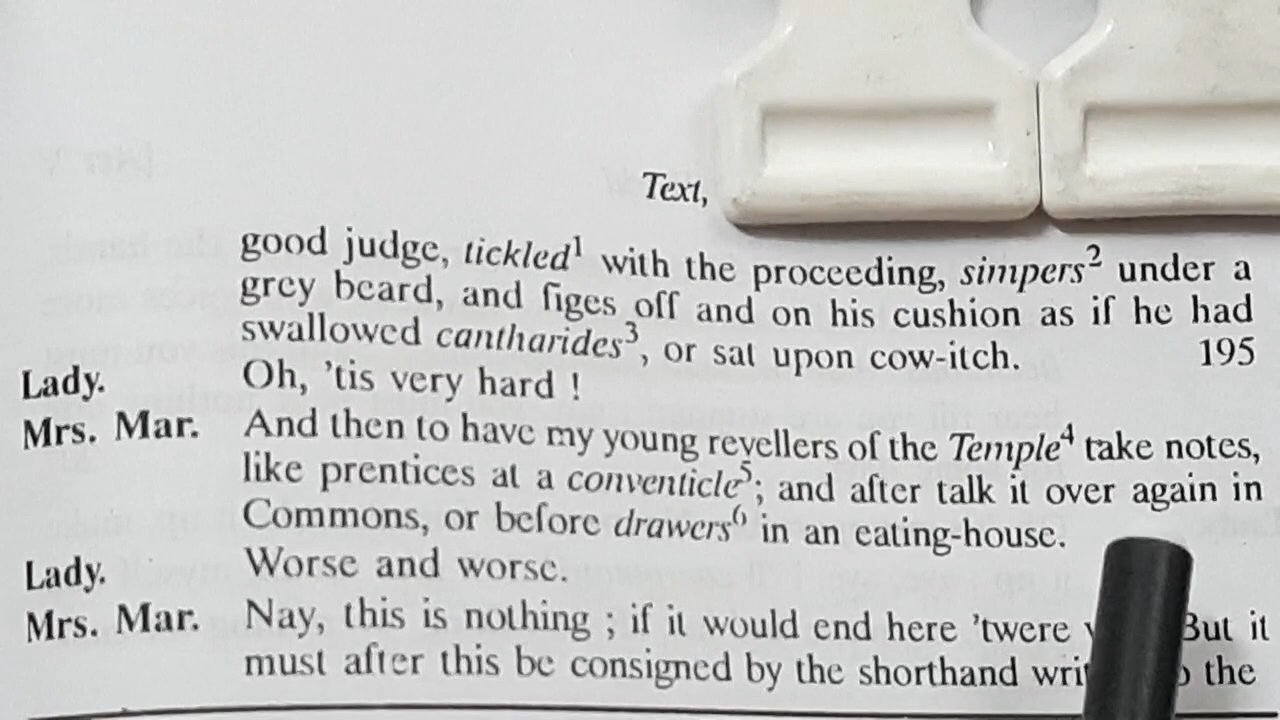 Text,
good judge, tickled¹ with the proceeding, simpers² under a
grey beard, and figes off and on his cushion as if he had
swallowed cantharides³, or sat upon cow-itch. 195
Lady. Oh, ’tis very hard !
Mrs. Mar. And then to have my young revellers of the Temple⁴ take notes,
like prentices at a conventicle⁵; and after talk it over again in
Commons, or before drawers⁶ in an eating-house.
Lady. Worse and worse.
Mrs. Mar. Nay, this is nothing ; if it would end here ’twere But it
must after this be consigned by the shorthand the